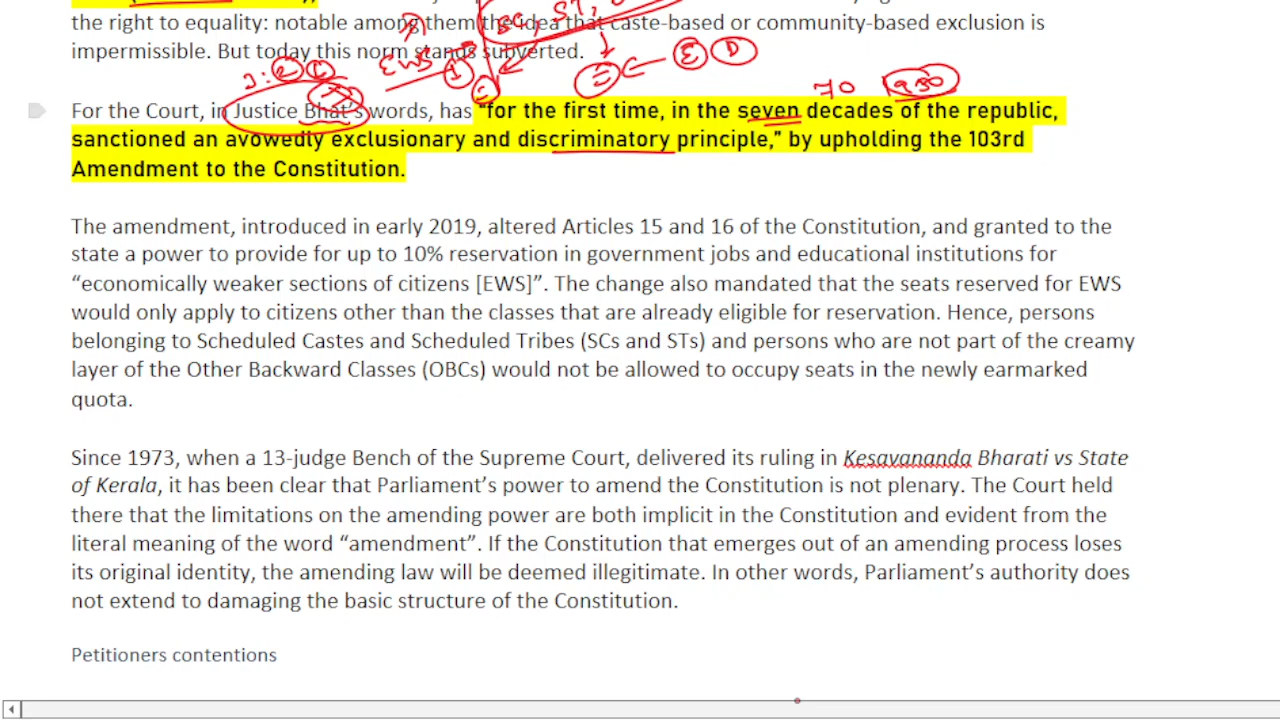 the right to equality: notable among them the idea that caste-based or community-based exclusion is
impermissible. But today this norm stands subverted.
SC, ST,
EWS
70 1950
For the Court, in Justice Bhat's words, has "for the first time, in the seven decades of the republic,
sanctioned an avowedly exclusionary and discriminatory principle," by upholding the 103rd
Amendment to the Constitution.
The amendment, introduced in early 2019, altered Articles 15 and 16 of the Constitution, and granted to the
state a power to provide for up to 10% reservation in government jobs and educational institutions for
“economically weaker sections of citizens [EWS]”. The change also mandated that the seats reserved for EWS
would only apply to citizens other than the classes that are already eligible for reservation. Hence, persons
belonging to Scheduled Castes and Scheduled Tribes (SCs and STs) and persons who are not part of the creamy
layer of the Other Backward Classes (OBCs) would not be allowed to occupy seats in the newly earmarked
quota.
Since 1973, when a 13-judge Bench of the Supreme Court, delivered its ruling in Kesavananda Bharati vs State
of Kerala, it has been clear that Parliament’s power to amend the Constitution is not plenary. The Court held
there that the limitations on the amending power are both implicit in the Constitution and evident from the
literal meaning of the word “amendment”. If the Constitution that emerges out of an amending process loses
its original identity, the amending law will be deemed illegitimate. In other words, Parliament’s authority does
not extend to damaging the basic structure of the Constitution.
Petitioners contentions